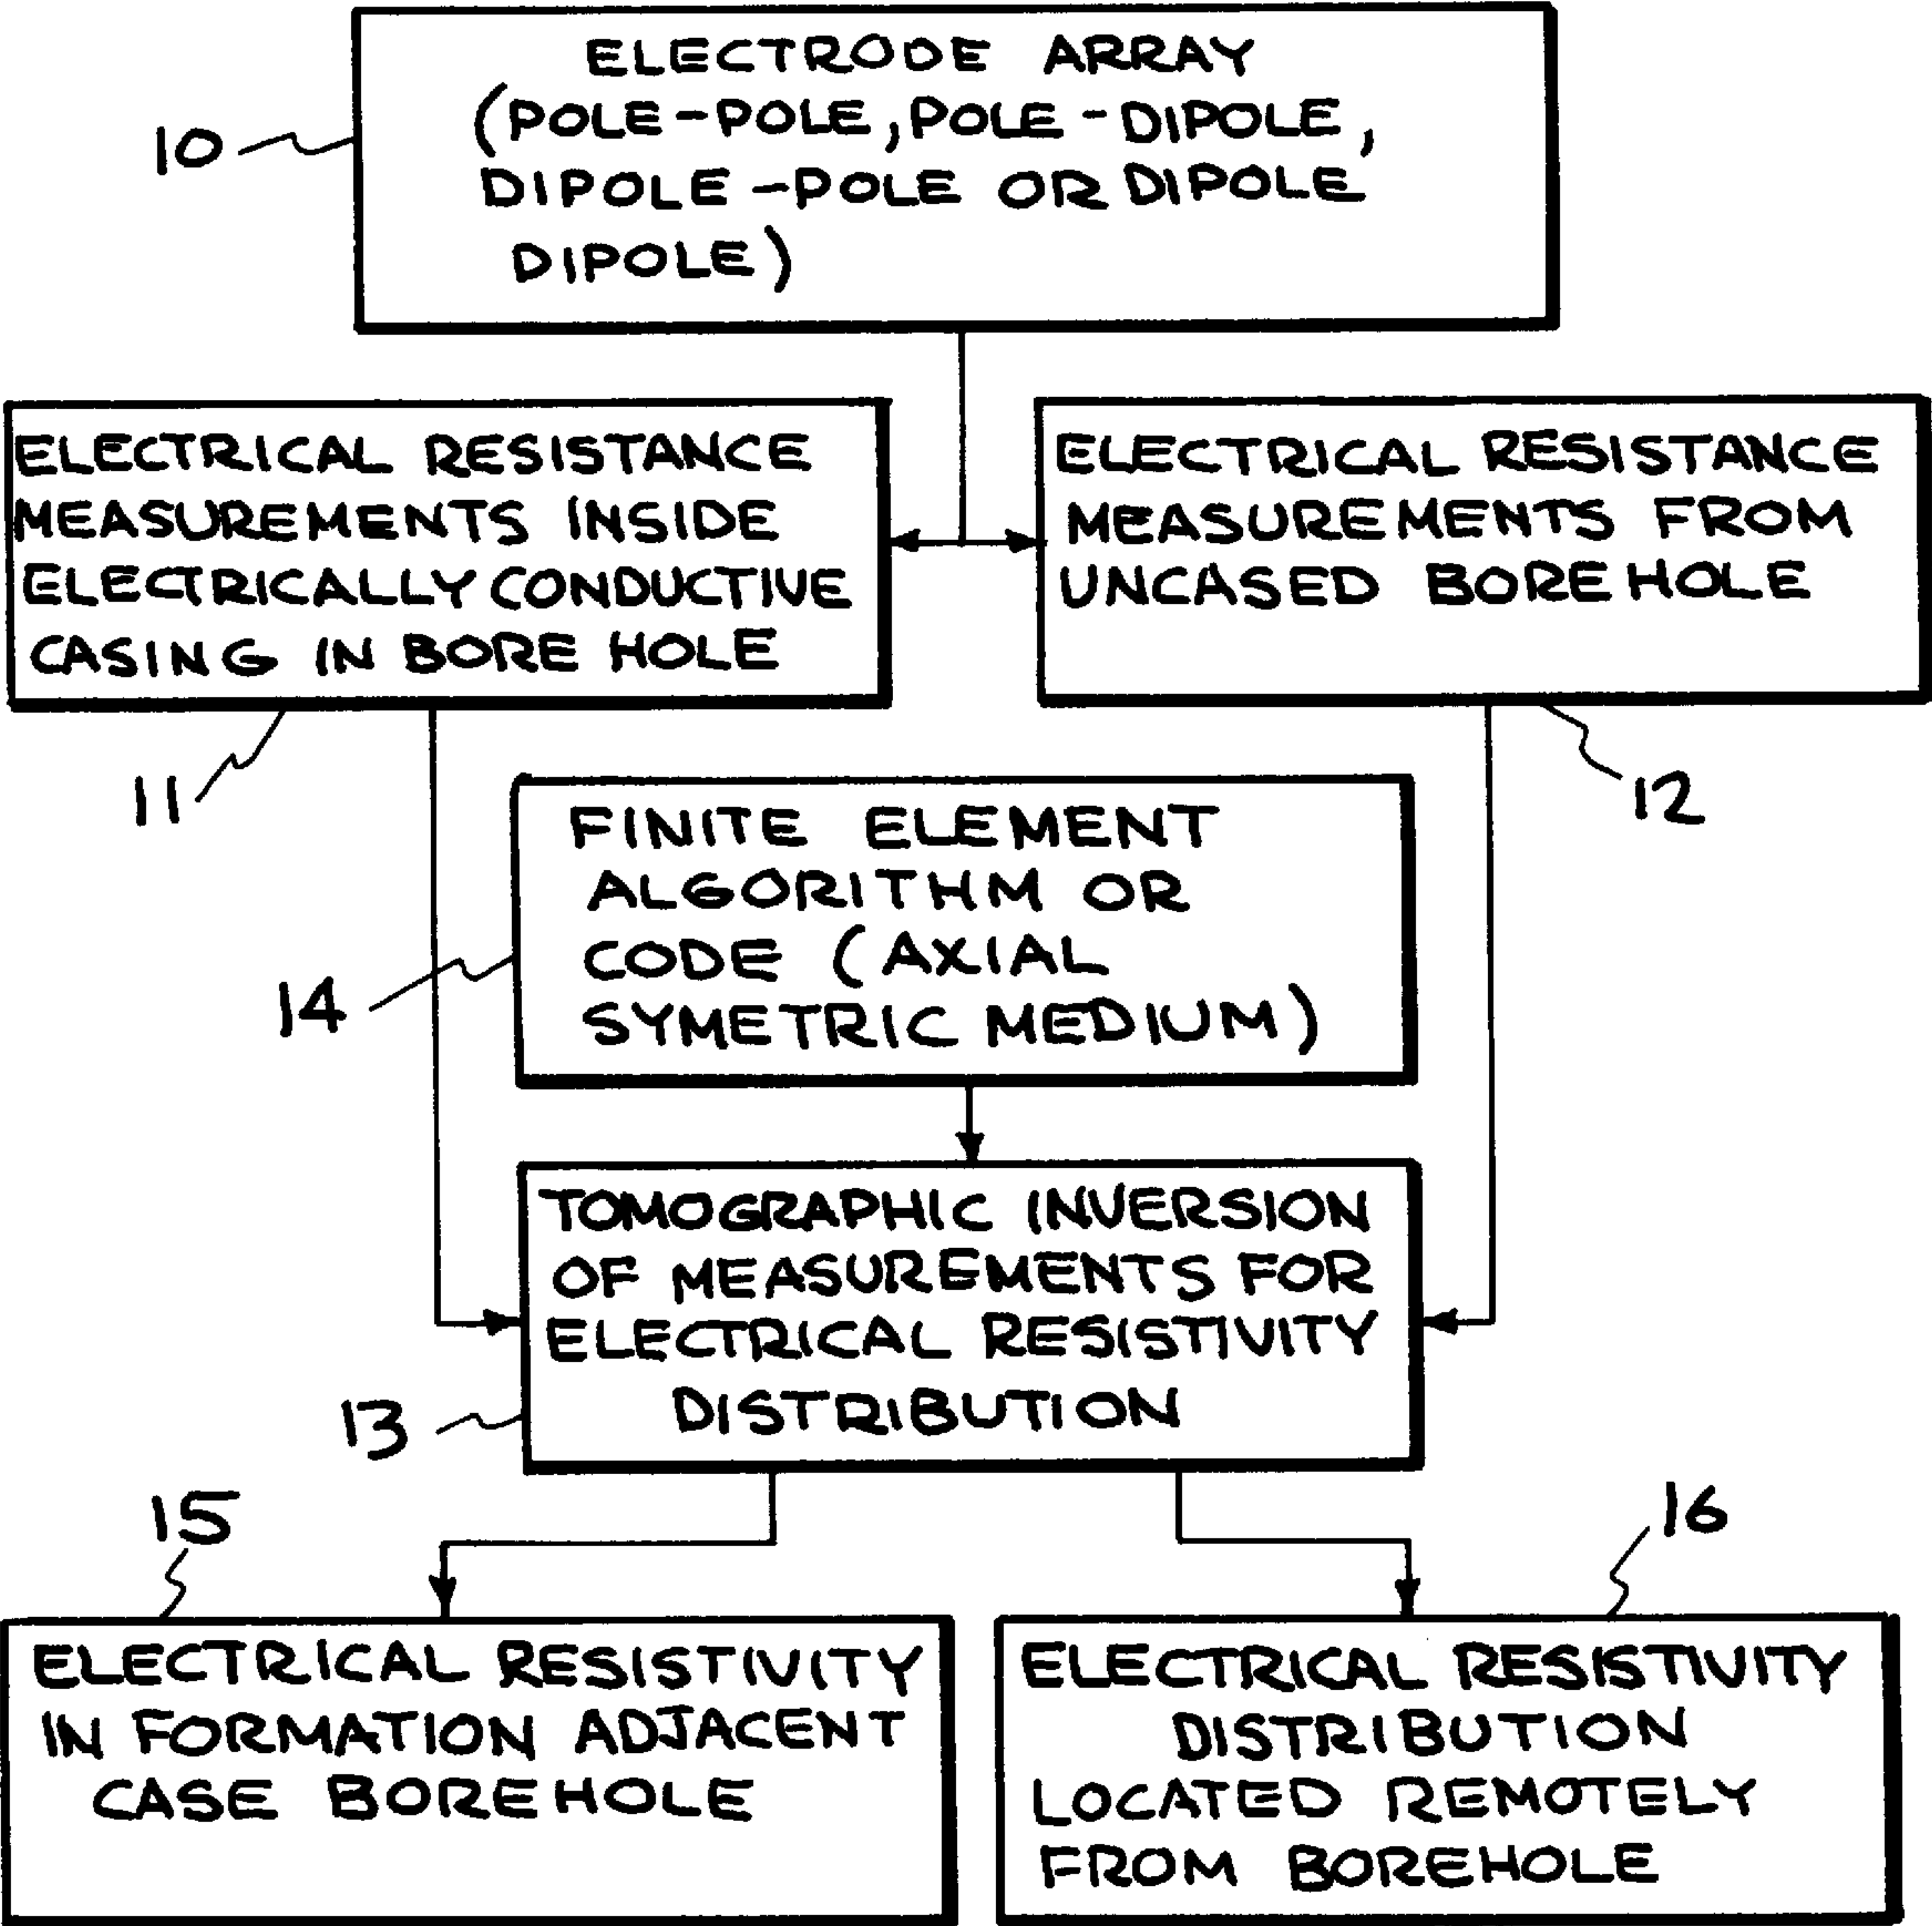 ELECTRODE ARRAY
(POLE-POLE, POLE-DIPOLE,
DIPOLE-POLE OR DIPOLE
DIPOLE)
10
ELECTRICAL RESISTANCE
MEASUREMENTS INSIDE
ELECTRICALLY CONDUCTIVE
CASING IN BORE HOLE
11
ELECTRICAL RESISTANCE
MEASUREMENTS FROM
UNCASED BOREHOLE
12
FINITE ELEMENT
ALGORITHM OR
CODE (AXIAL
SYMETRIC MEDIUM)
14
TOMOGRAPHIC INVERSION
OF MEASUREMENTS FOR
ELECTRICAL RESISTIVITY
DISTRIBUTION
13
15
ELECTRICAL RESISTIVITY
IN FORMATION ADJACENT
CASE BOREHOLE
16
ELECTRICAL RESISTIVITY
DISTRIBUTION
LOCATED REMOTELY
FROM BOREHOLE